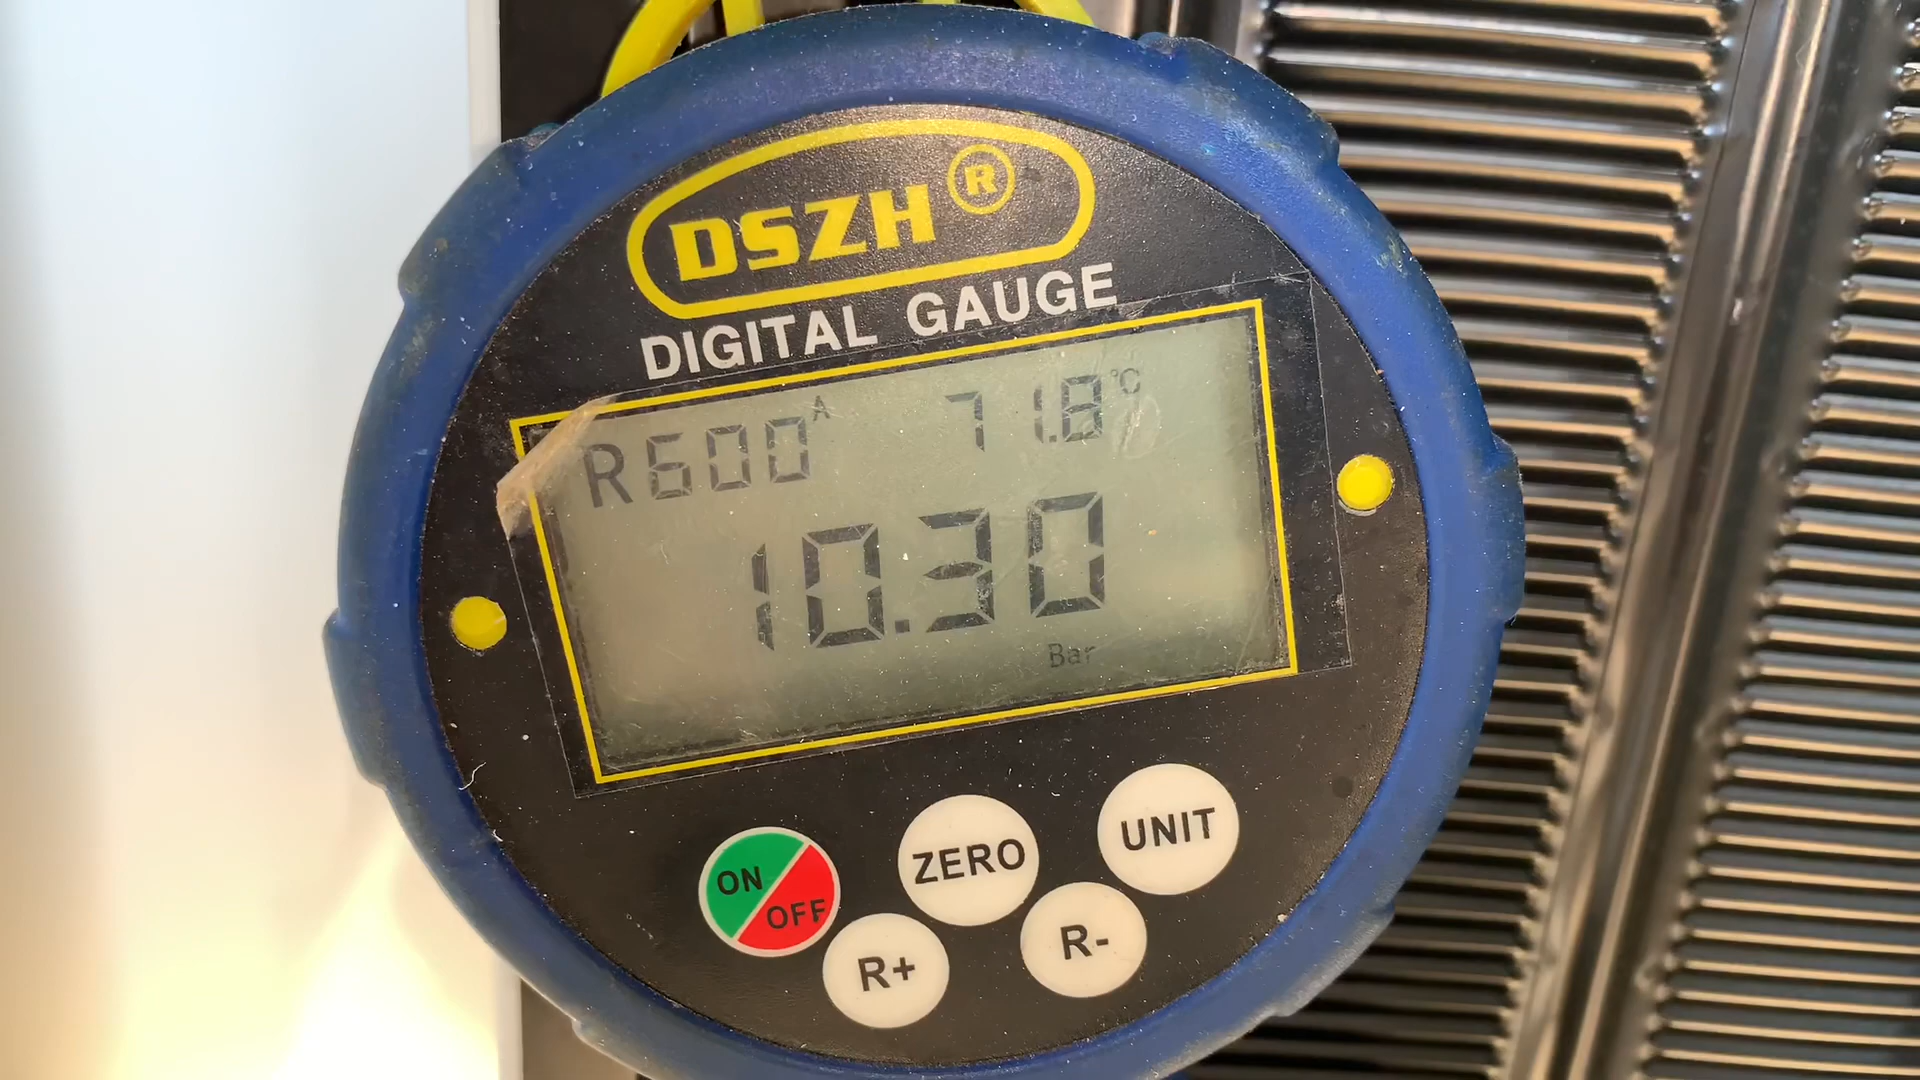 DSZH ®
DIGITAL GAUGE
R600A 71.8°C
10.30
Bar
ON
OFF
ZERO
UNIT
R+
R-